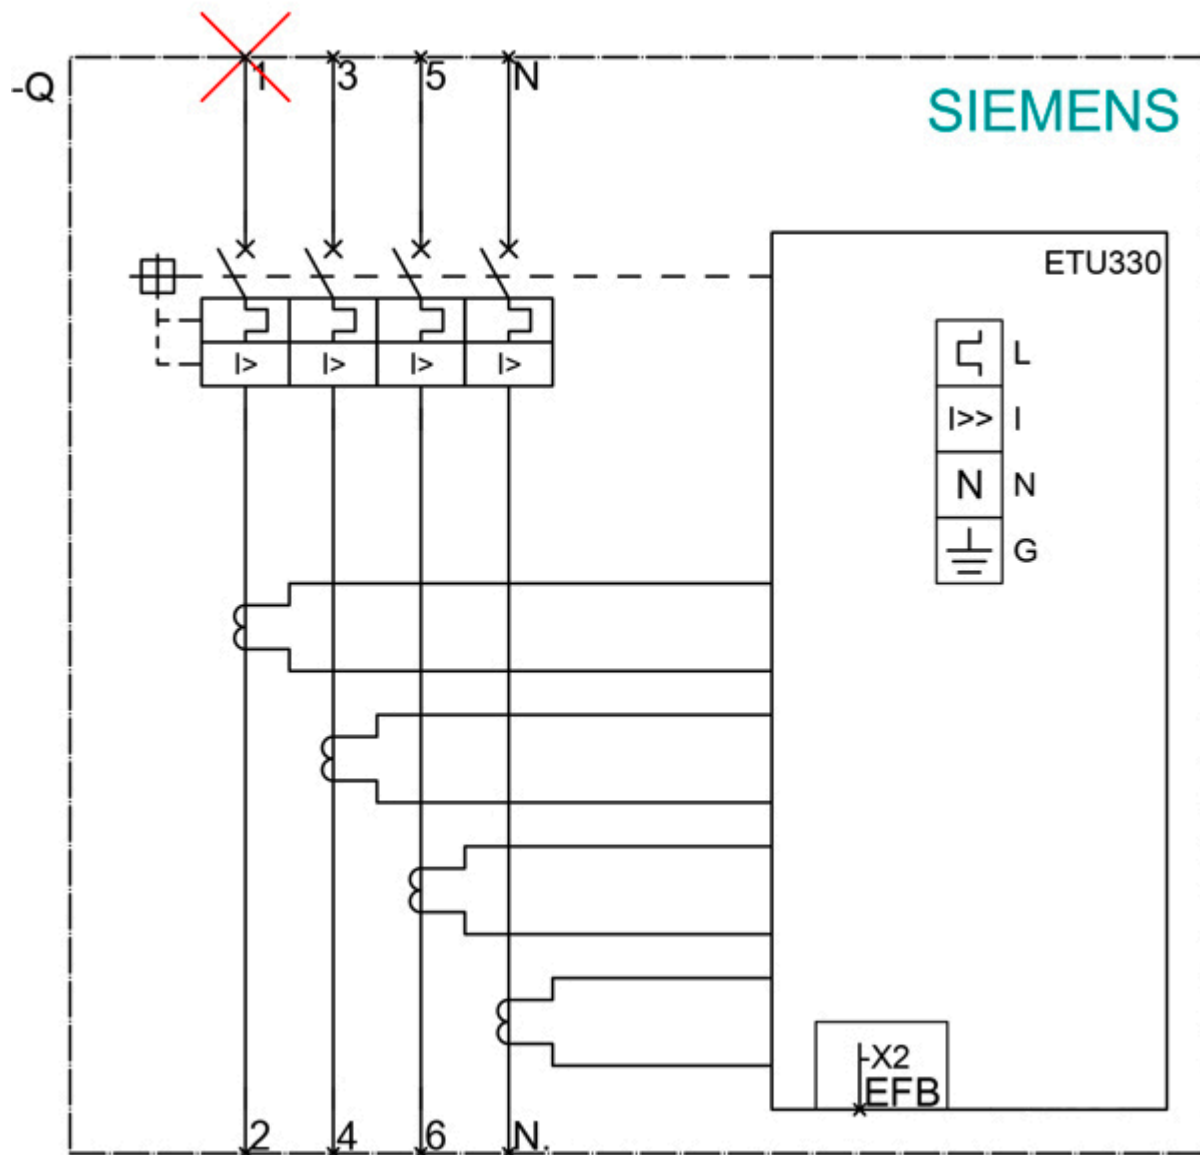 1 3 5 N
-Q
SIEMENS
ETU330
L
I> I> I> I>
I>> I
N N
G
-X2
EFB
2 4 6 N.